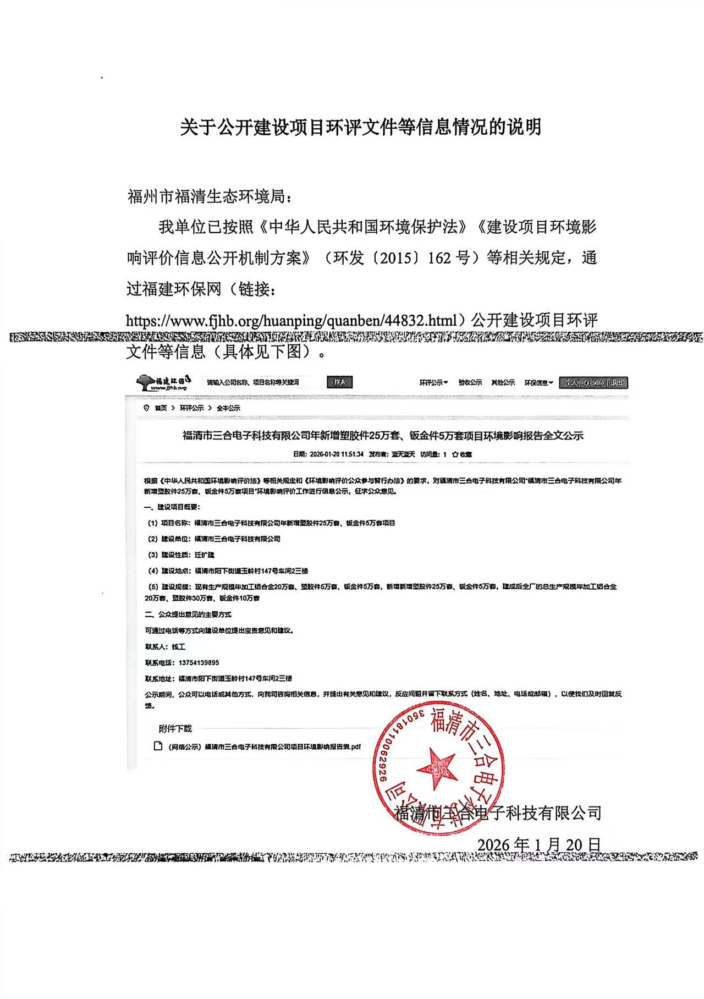 关于公开建设项目环评文件等信息情况的说明
福州市福清生态环境局：
我单位已按照《中华人民共和国环境保护法》《建设项目环境影
响评价信息公开机制方案》（环发〔2015〕162 号）等相关规定，通
过福建环保网（链接：
https://www.fjhb.org/huanping/quanben/44832.html）公开建设项目环评
文件等信息（具体见下图）。
福建环保
www.fjhb.org
请输入公司名称、项目名称等关键词
搜索
环评公示 验收公示 其他公示 环保信息 个人中心(600) | 退出
首页 > 环评公示 > 全本公示
福清市三合电子科技有限公司年新增塑胶件25万套、钣金件5万套项目环境影响报告全文公示
日期：2026-01-20 11:51:34 发布者：蓝天蓝天 访问量：1 ☆收藏
根据《中华人民共和国环境影响评价法》等相关规定和《环境影响评价公众参与暂行办法》的要求，对福清市三合电子科技有限公司“福清市三合电子科技有限公司年
新增塑胶件25万套、钣金件5万套项目”环境影响评价工作进行信息公示，征求公众意见。
一、建设项目概要：
（1）项目名称：福清市三合电子科技有限公司年新增塑胶件25万套、钣金件5万套项目
（2）建设单位：福清市三合电子科技有限公司
（3）建设性质：迁扩建
（4）建设地点：福清市阳下街道玉岭村147号车间2三楼
（5）建设规模：现有生产规模年加工铝合金20万套、塑胶件5万套、钣金件5万套，新增新增塑胶件25万套、钣金件5万套，建成后全厂的总生产规模年加工铝合金
20万套、塑胶件30万套、钣金件10万套
二、公众提出意见的主要方式
可通过电话等方式向建设单位提出宝贵意见和建议。
联系人：钱工
联系电话：13754139895
联系地址：福清市阳下街道玉岭村147号车间2三楼
公示期间，公众可以电话或其他方式，向我司咨询相关信息，并提出有关意见和建议，反应问题并留下联系方式（姓名、地址、电话或邮箱），以便我们及时回复反
馈。
附件下载
（网络公示）福清市三合电子科技有限公司项目环境影响报告表.pdf
福清市三合电子科技有限公司
35018110062926
福清市三合电子科技有限公司
2026 年 1 月 20 日